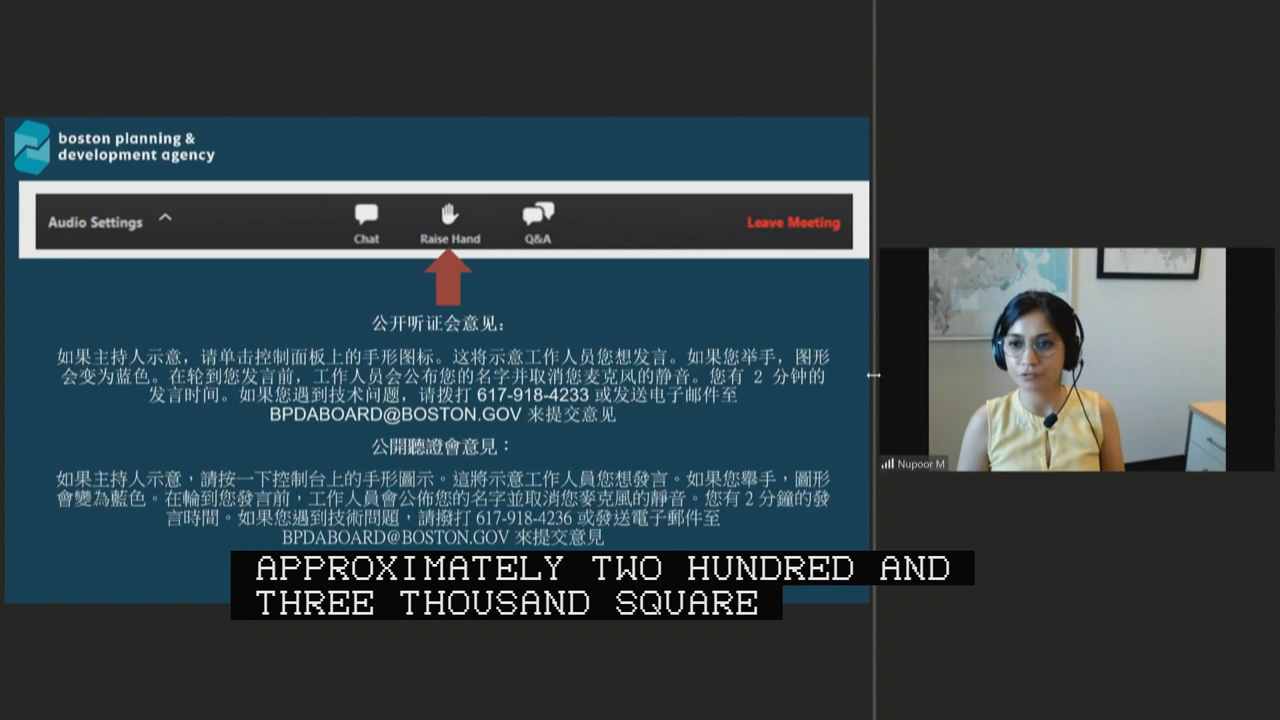 boston planning &
development agency
Audio Settings
Chat
Raise Hand
Q&A
Leave Meeting
公开听证会意见:
如果主持人示意，请单击控制面板上的手形图标。这将示意工作人员您想发言。如果您举手，图形
会变为蓝色。在轮到您发言前，工作人员会公布您的名字并取消您麦克风的静音。您有 2 分钟的
发言时间。如果您遇到技术问题，请拨打 617-918-4233 或发送电子邮件至
BPDABOARD@BOSTON.GOV 来提交意见
公開聽證會意見：
如果主持人示意，請按一下控制台上的手形圖示。這將示意工作人員您想發言。如果您舉手，圖形
會變為藍色。在輪到您發言前，工作人員會公佈您的名字並取消您麥克風的靜音。您有 2 分鐘的發
言時間。如果您遇到技術問題，請撥打 617-918-4236 或發送電子郵件至
BPDABOARD@BOSTON.GOV 來提交意見
Nupoor M
APPROXIMATELY TWO HUNDRED AND
THREE THOUSAND SQUARE